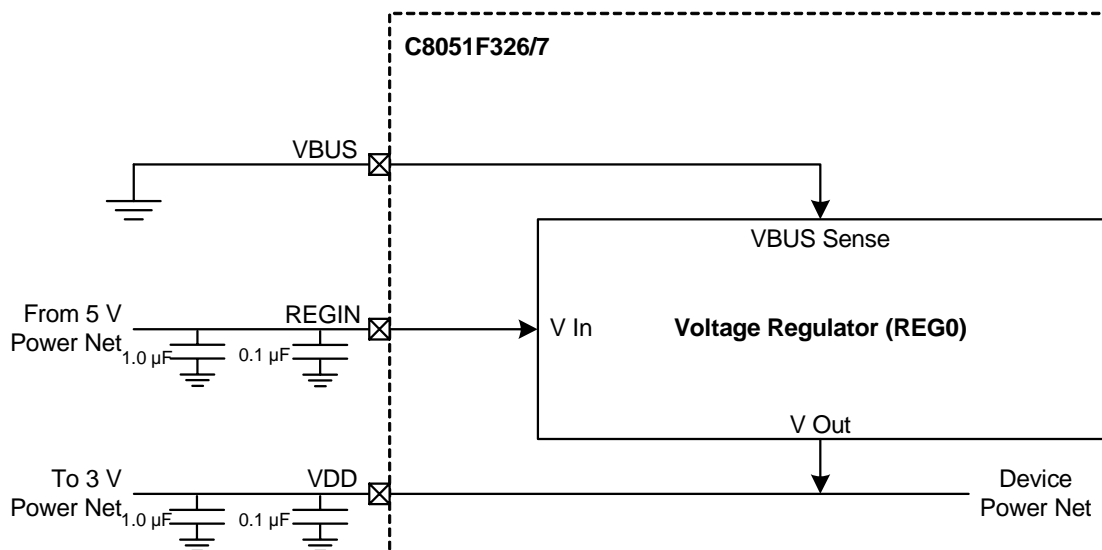 C8051F326/7
VBUS
VBUS Sense
From 5 V
Power Net
1.0 µF
0.1 µF
REGIN
V In
Voltage Regulator (REG0)
V Out
To 3 V
Power Net
1.0 µF
0.1 µF
VDD
Device
Power Net